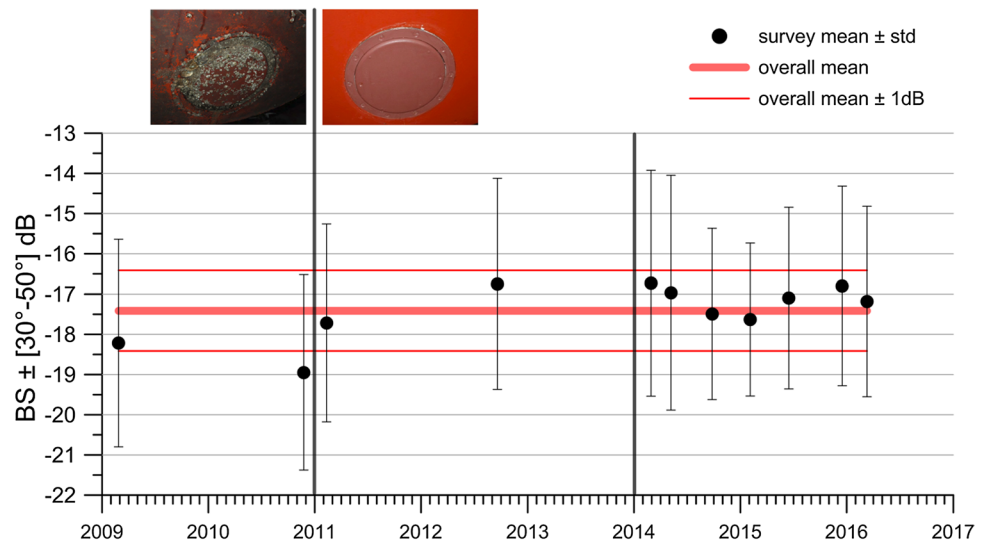 survey mean ± std
overall mean
overall mean ± 1dB
BS ± [30°-50°] dB
-13
-14
-15
-16
-17
-18
-19
-20
-21
-22
2009 2010 2011 2012 2013 2014 2015 2016 2017